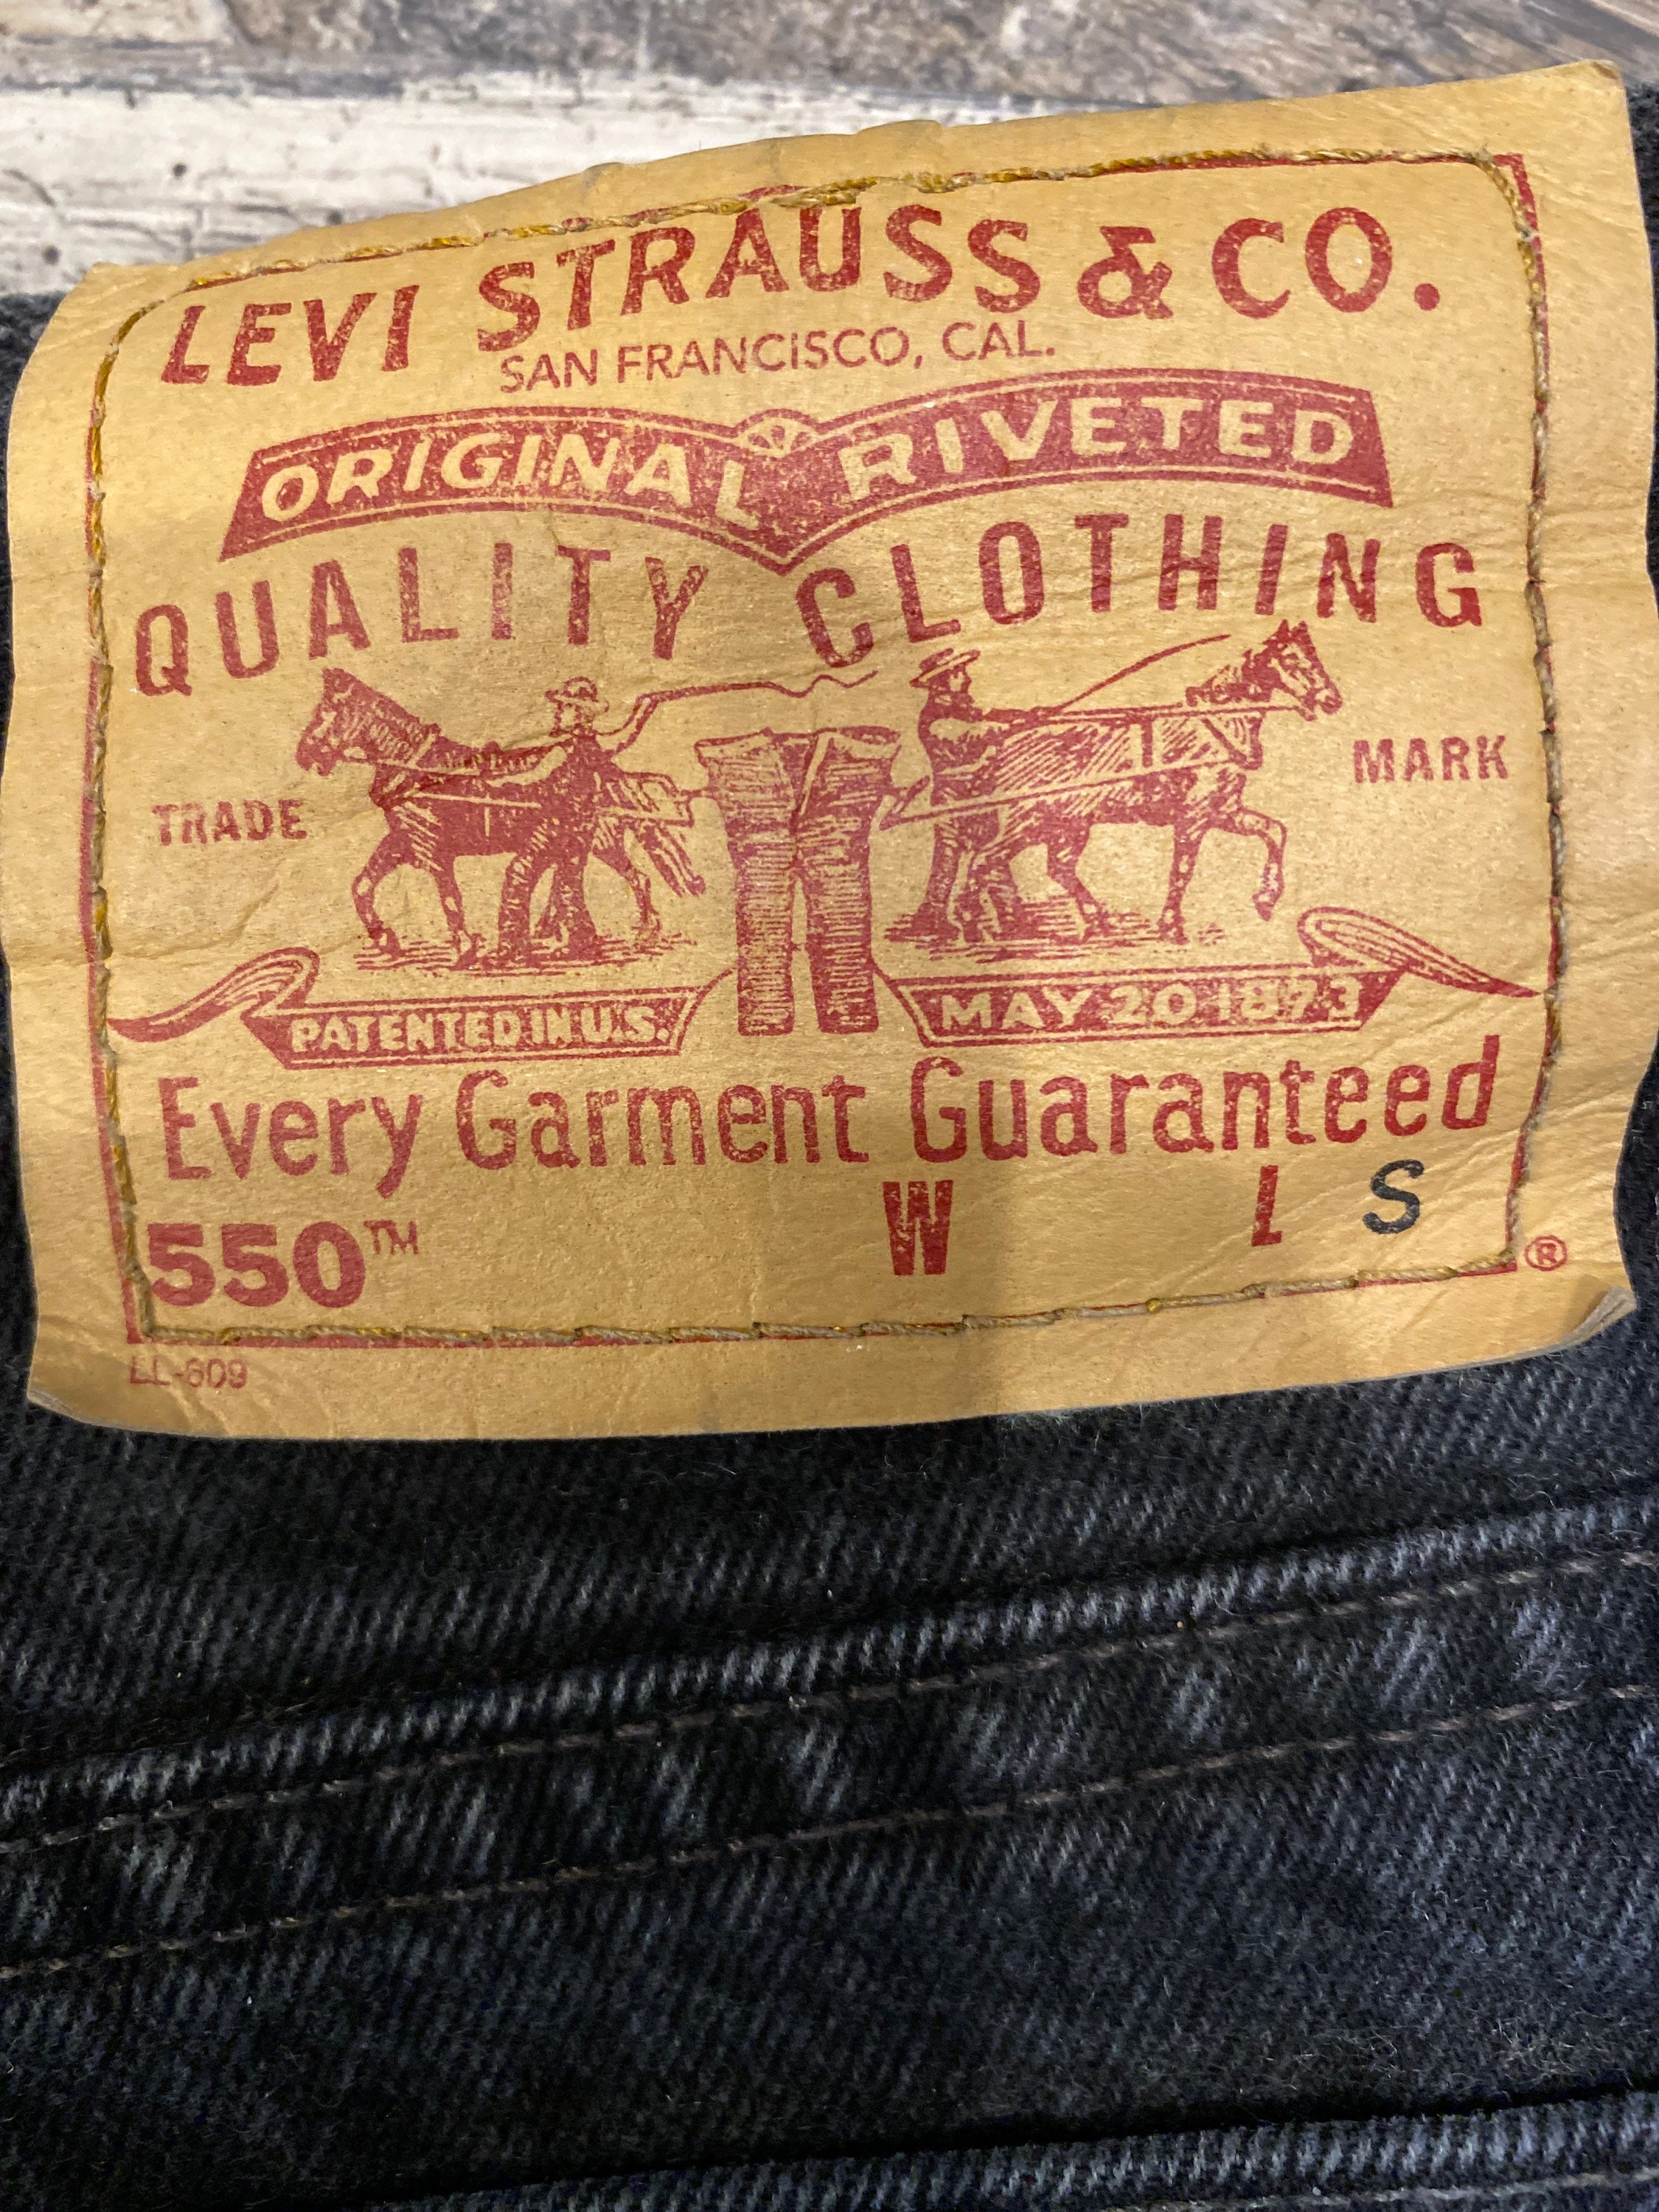 LEVI STRAUSS & CO.
SAN FRANCISCO, CAL.
ORIGINAL RIVETED
QUALITY CLOTHING
TRADE MARK
PATENTED IN U.S. MAY 20 1873
Every Garment Guaranteed
550™ W L S
®
LL-609